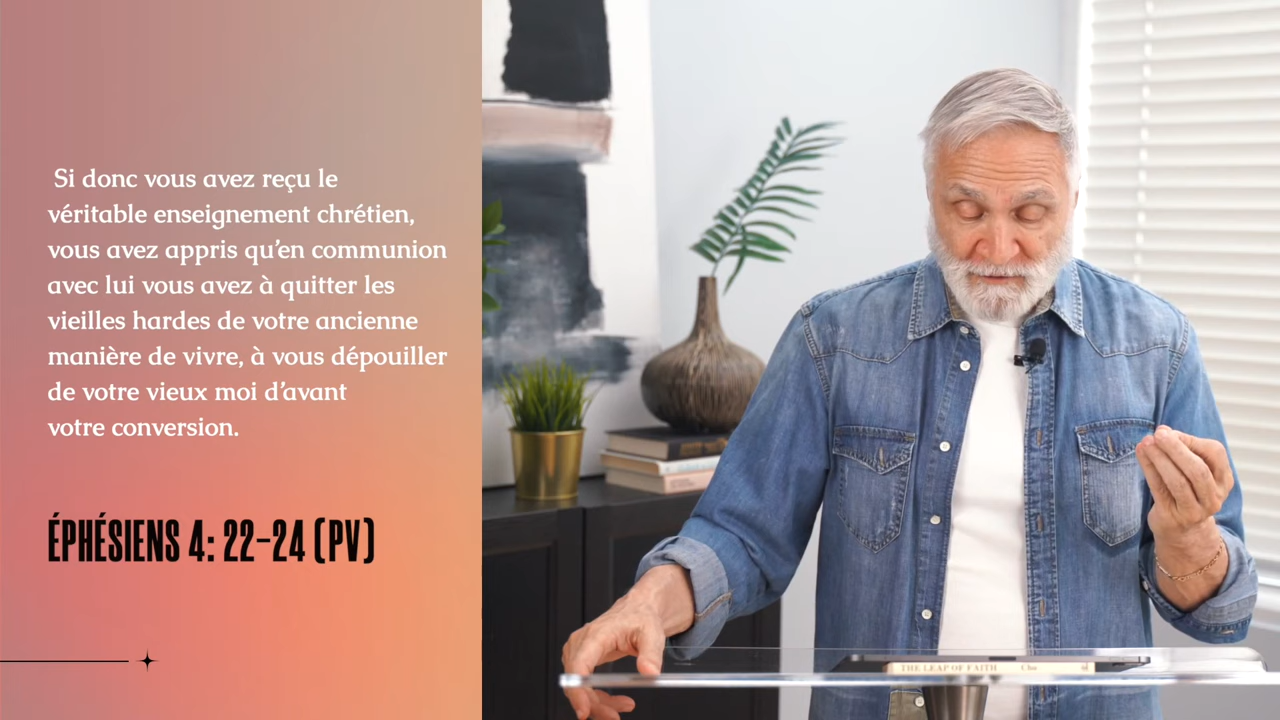 Si donc vous avez reçu le
véritable enseignement chrétien,
vous avez appris qu’en communion
avec lui vous avez à quitter les
vieilles hardes de votre ancienne
manière de vivre, à vous dépouiller
de votre vieux moi d’avant
votre conversion.
ÉPHÉSIENS 4: 22-24 (PV)
THE LEAP OF FAITH